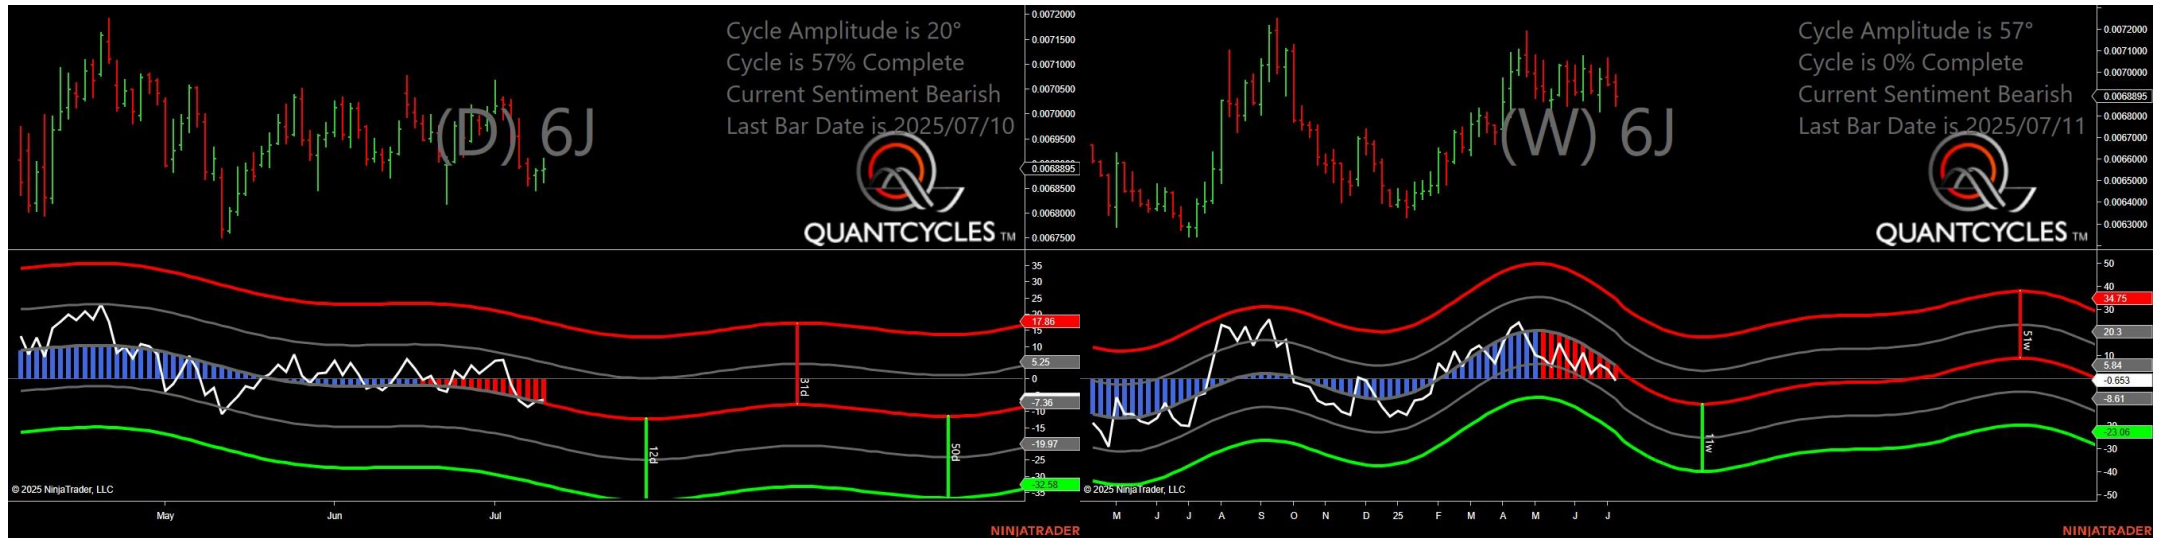 Cycle Amplitude is 20°
Cycle is 57% Complete
Current Sentiment Bearish
Last Bar Date is 2025/07/10
(D) 6J
QUANTCYCLES TM
0.0072000
0.0071500
0.0071000
0.0070500
0.0070000
0.0069500
0.0068895
0.0068500
0.0068000
0.0067500
35
30
25
20
17.86
15
10
5.25
0
-7.36
-10
-15
-19.97
-25
-30
-32.58
-35
31d
12d
50d
© 2025 NinjaTrader, LLC
May Jun Jul
NINJATRADER
Cycle Amplitude is 57°
Cycle is 0% Complete
Current Sentiment Bearish
Last Bar Date is 2025/07/11
(W) 6J
QUANTCYCLES TM
0.0072000
0.0071000
0.0070000
0.0068895
0.0068000
0.0067000
0.0066000
0.0065000
0.0064000
0.0063000
50
40
34.75
30
20.3
10
5.84
-0.653
-8.61
-23.06
-30
-40
-50
51w
11w
© 2025 NinjaTrader, LLC
M J J A S O N D 25 F M A M J J
NINJATRADER